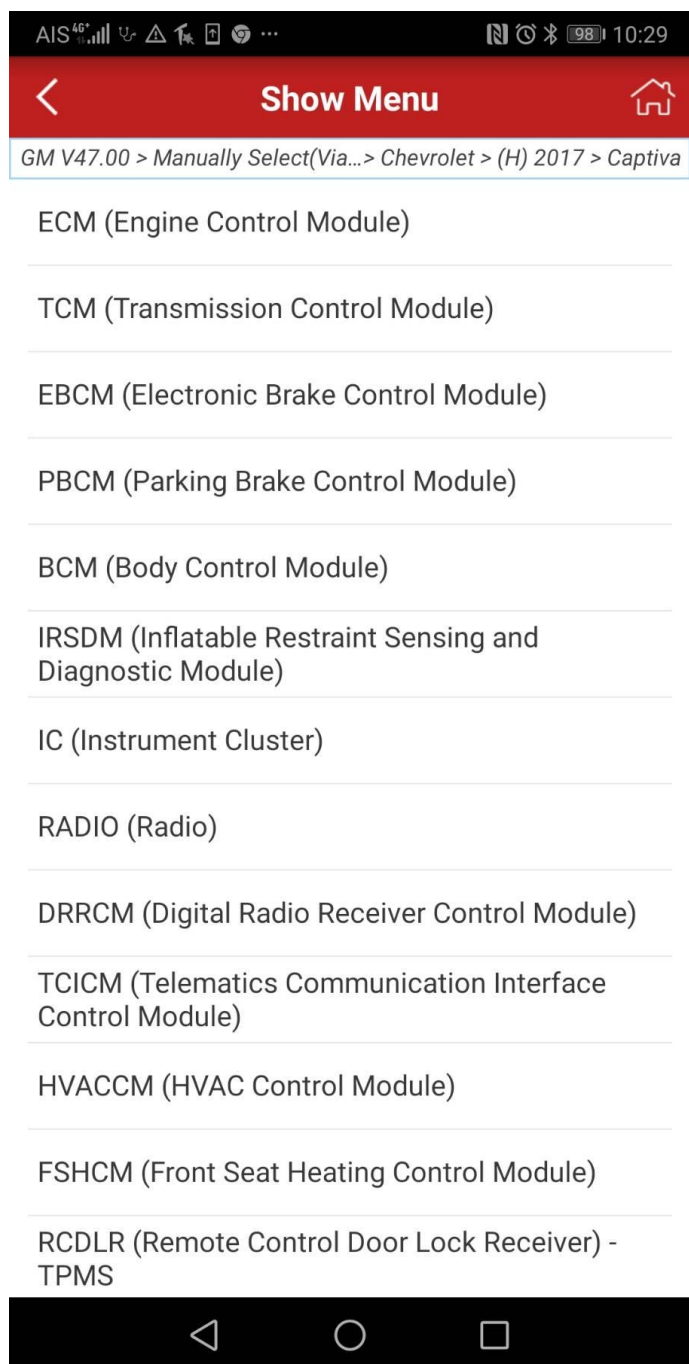 AIS 4G+ 98 10:29
Show Menu
GM V47.00 > Manually Select(Via...> Chevrolet > (H) 2017 > Captiva
ECM (Engine Control Module)
TCM (Transmission Control Module)
EBCM (Electronic Brake Control Module)
PBCM (Parking Brake Control Module)
BCM (Body Control Module)
IRSDM (Inflatable Restraint Sensing and
Diagnostic Module)
IC (Instrument Cluster)
RADIO (Radio)
DRRCM (Digital Radio Receiver Control Module)
TCICM (Telematics Communication Interface
Control Module)
HVACCM (HVAC Control Module)
FSHCM (Front Seat Heating Control Module)
RCDLR (Remote Control Door Lock Receiver) -
TPMS